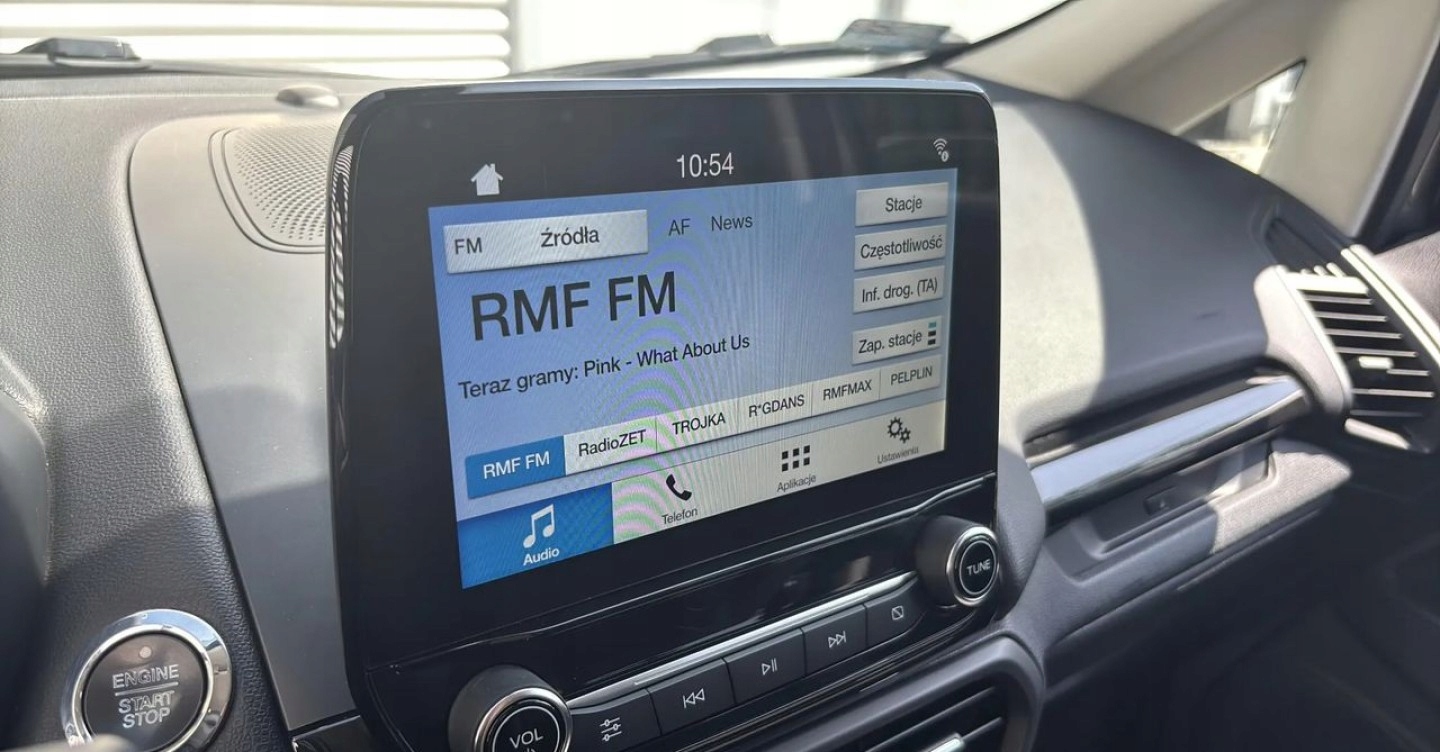 10:54
FM Źródła AF News Stacje
Częstotliwość
RMF FM
Inf. drog. (TA)
Zap. stacje
Teraz gramy: Pink - What About Us
RMF FM RadioZET TROJKA R*GDANS RMFMAX PELPLIN
Audio Telefon Aplikacje Ustawienia
TUNE
VOL
ENGINE
START
STOP